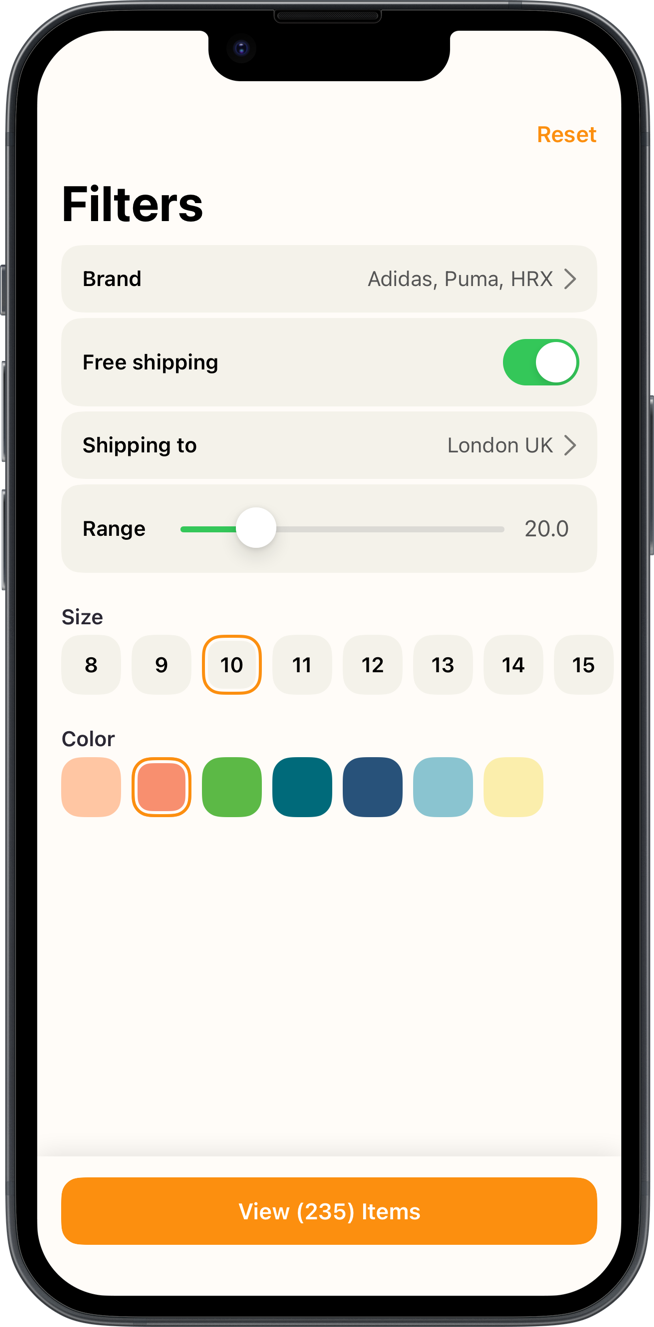 Reset
Filters
Brand Adidas, Puma, HRX
Free shipping
Shipping to London UK
Range 20.0
Size
8 9 10 11 12 13 14 15
Color
View (235) Items